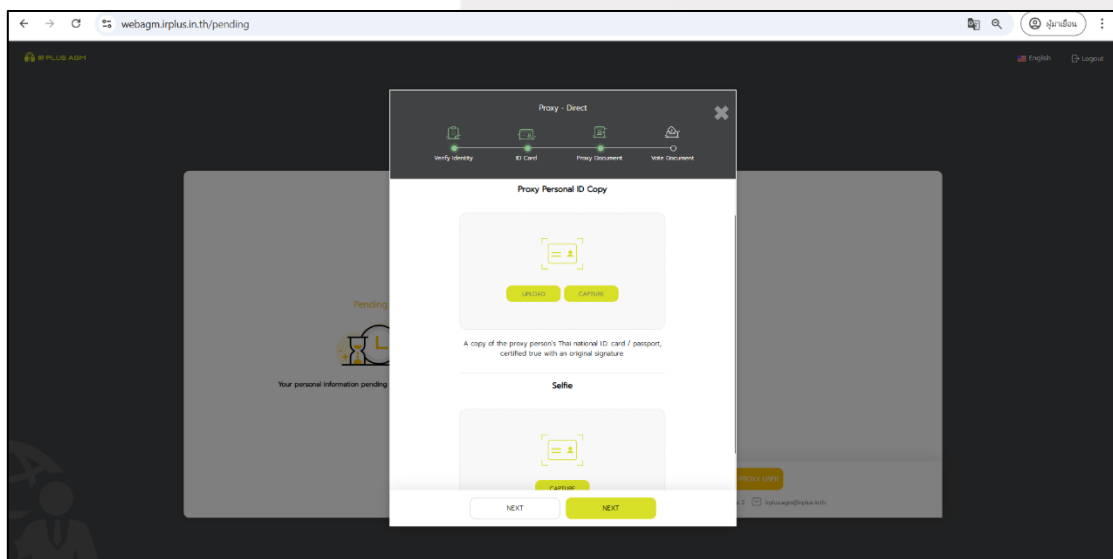 webagm.irplus.in.th/pending
ผู้มาเยือน
IR PLUS AGM
English
Logout
Proxy - Direct
Verify Identity
ID Card
Proxy Document
Vote Document
Proxy Personal ID Copy
UPLOAD
CAPTURE
A copy of the proxy person's Thai national I.D. card / passport,
certified true with an original signature
Selfie
CAPTURE
NEXT
NEXT
Pending
Your personal information pending
PROXY USER
irplus.agm@irplus.in.th